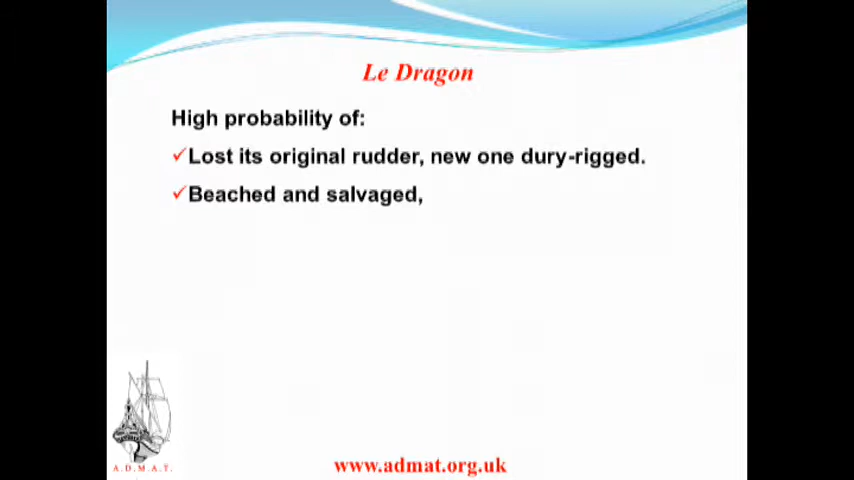 Le Dragon
High probability of:
✓Lost its original rudder, new one dury-rigged.
✓Beached and salvaged,
A.D.M.A.T.
www.admat.org.uk